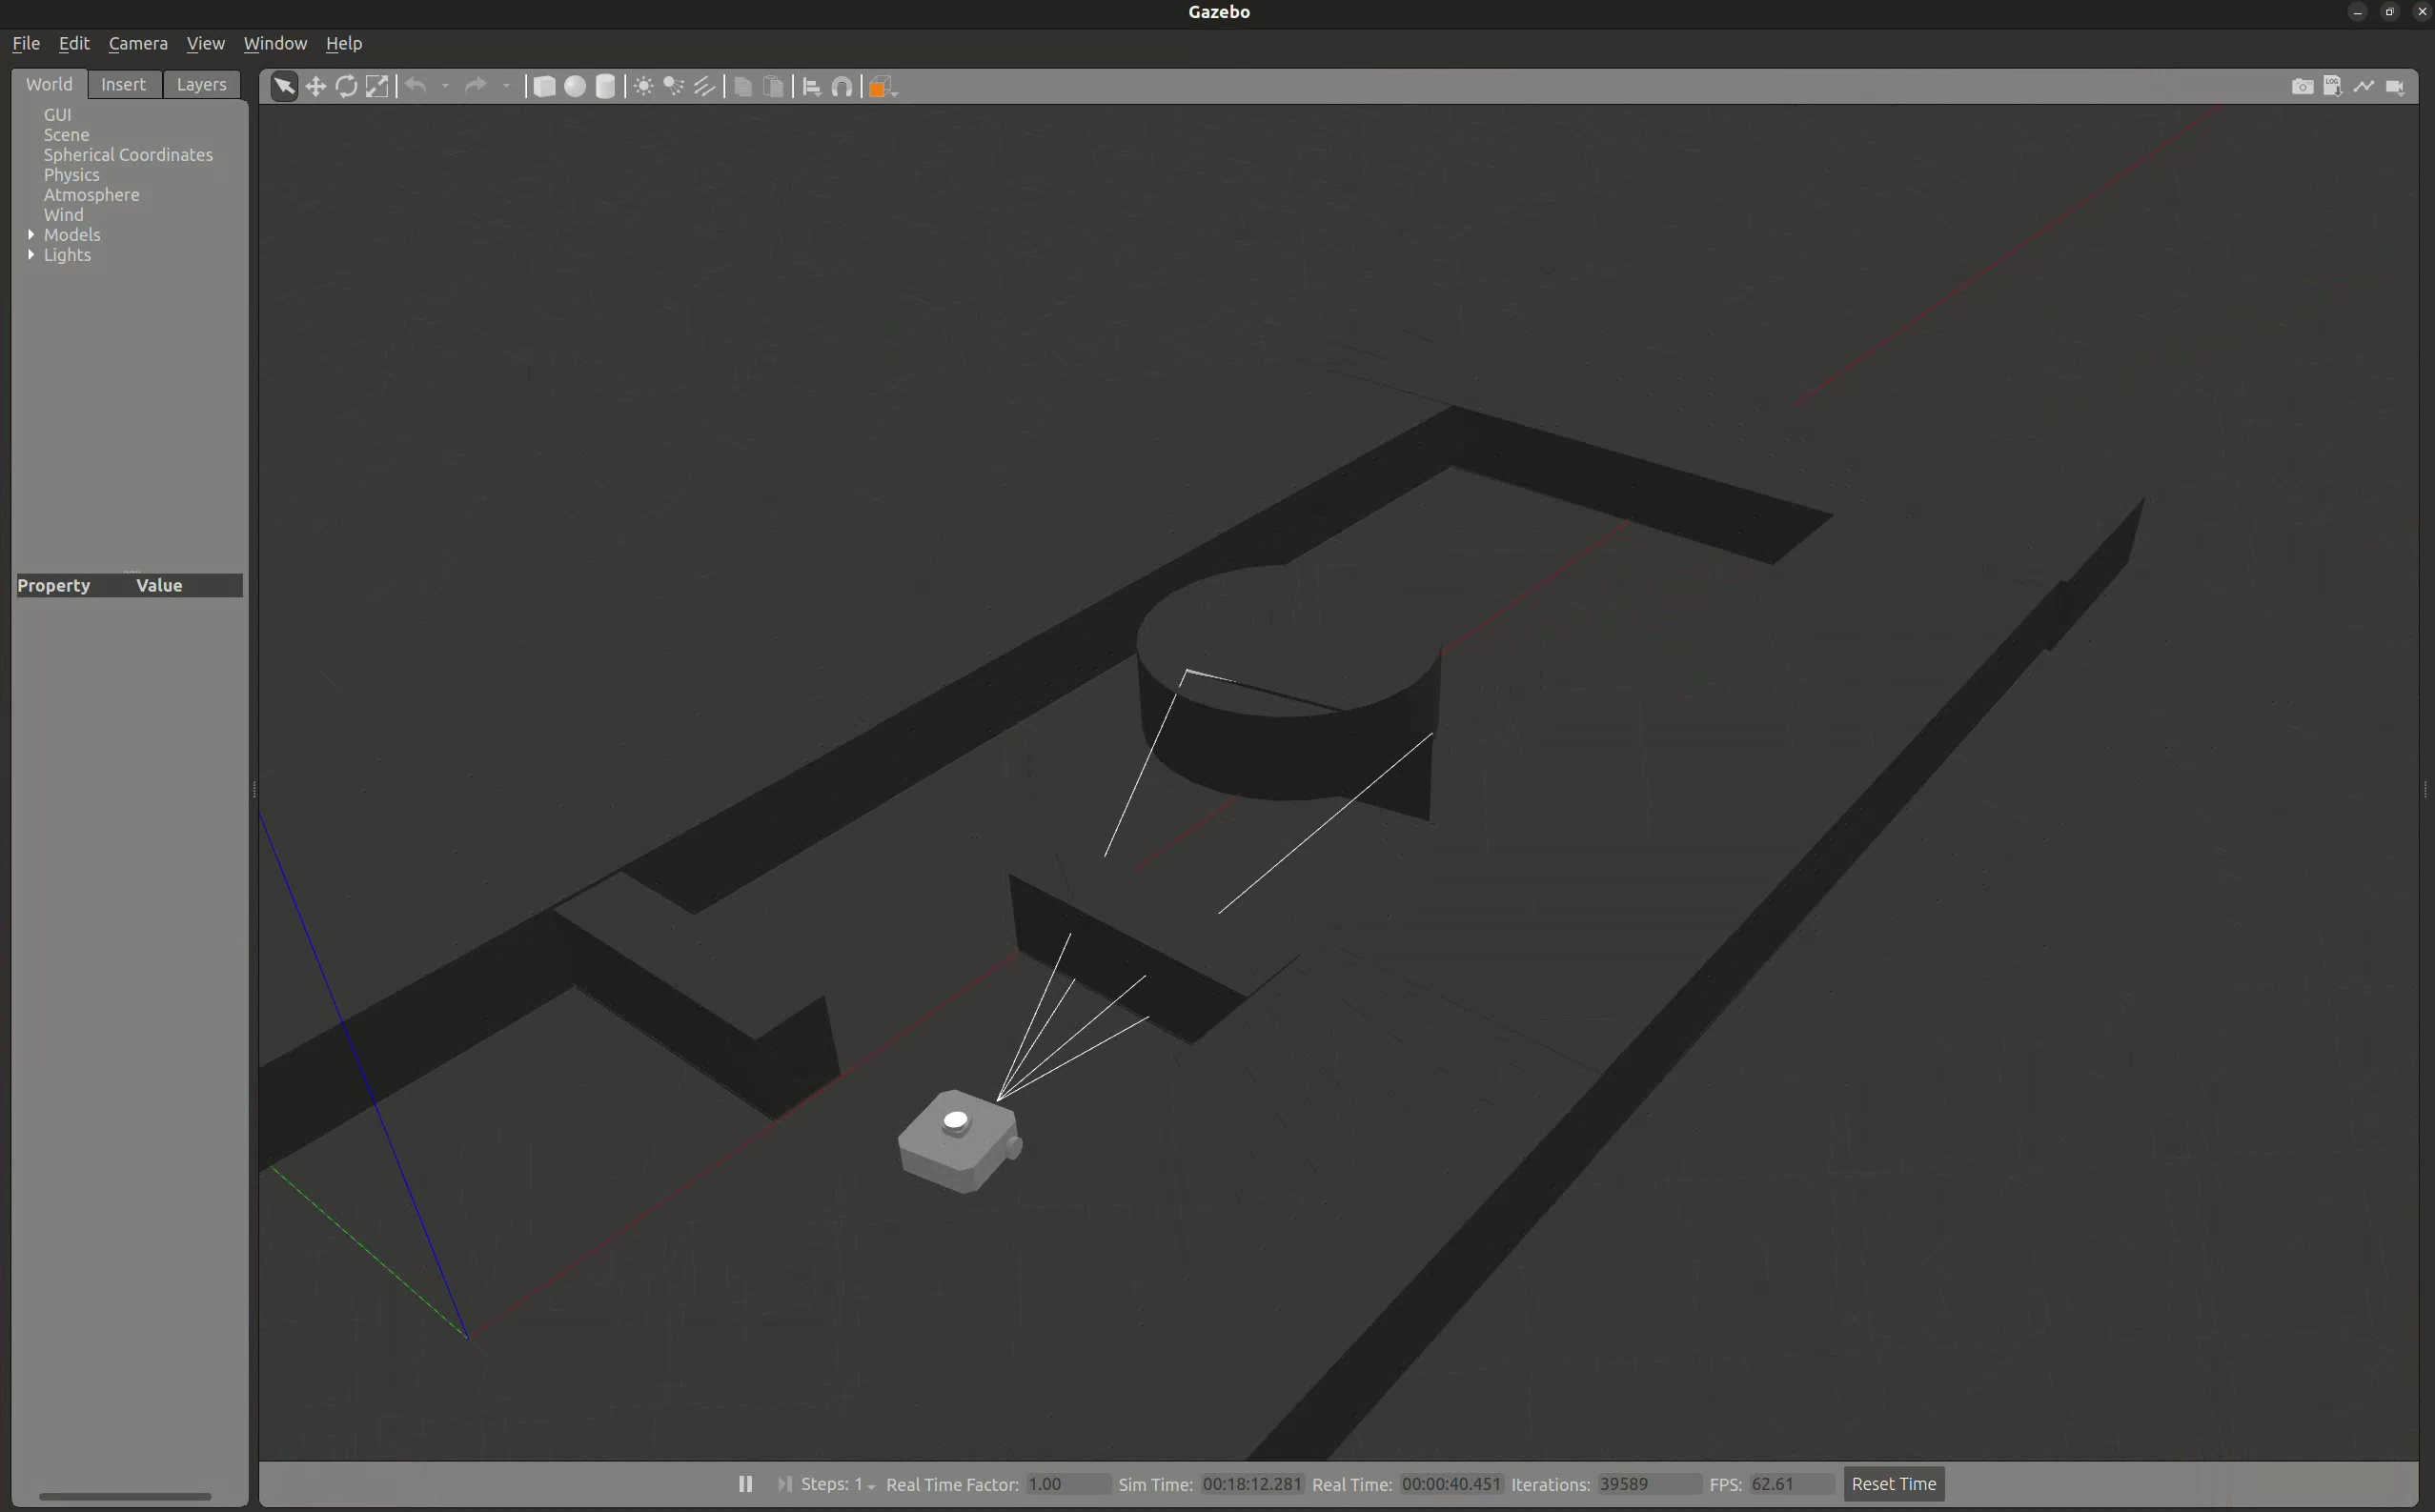 Gazebo
File Edit Camera View Window Help
World Insert Layers
GUI
Scene
Spherical Coordinates
Physics
Atmosphere
Wind
Models
Lights
Property Value
LOG
Steps: 1 Real Time Factor: 1.00 Sim Time: 00:18:12.281 Real Time: 00:00:40.451 Iterations: 39589 FPS: 62.61 Reset Time